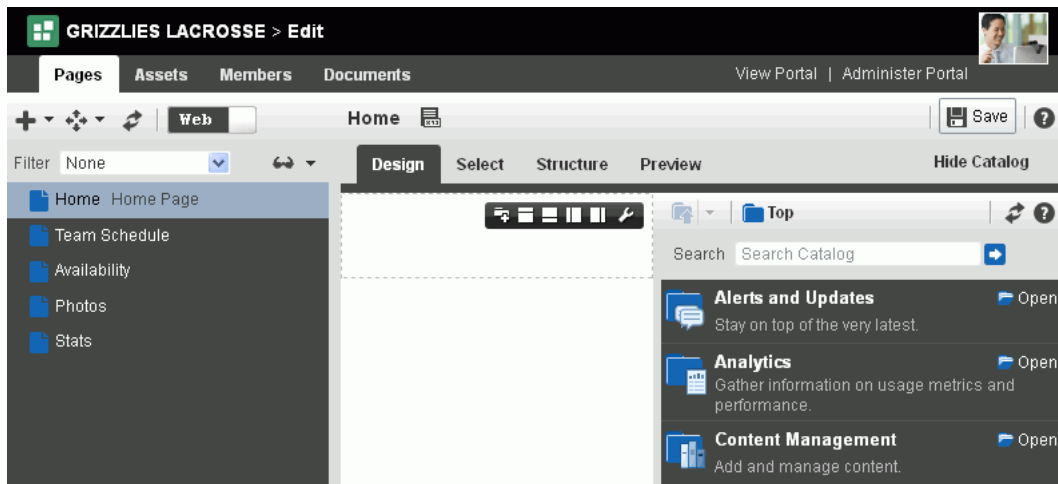 GRIZZLIES LACROSSE > Edit
Pages Assets Members Documents View Portal | Administer Portal
Web Home Save
Filter None Design Select Structure Preview Hide Catalog
Home Home Page
Team Schedule
Availability
Photos
Stats
Top
Search Search Catalog
Alerts and Updates Open
Stay on top of the very latest.
Analytics Open
Gather information on usage metrics and
performance.
Content Management Open
Add and manage content.